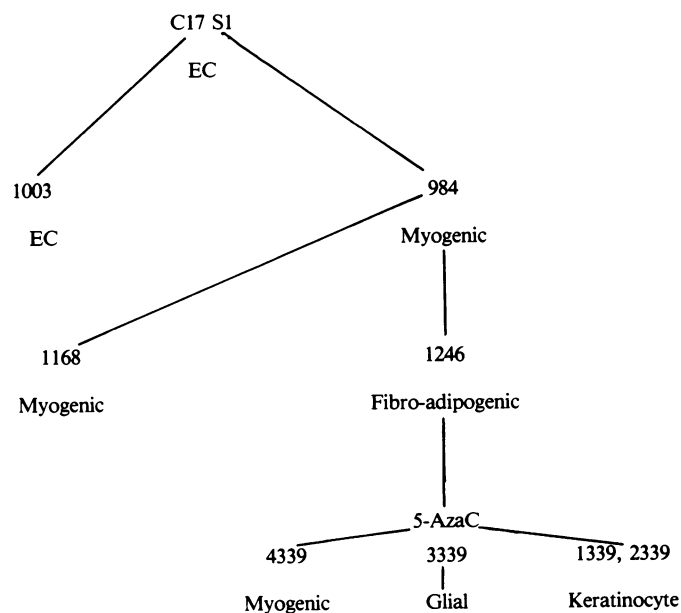 C17 S1
EC
1003 984
EC Myogenic
1168 1246
Myogenic Fibro-adipogenic
5-AzaC
4339 3339 1339, 2339
Myogenic Glial Keratinocyte